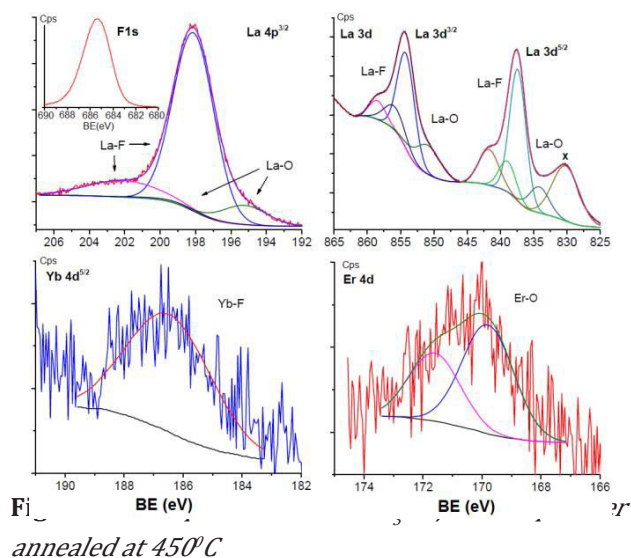 Cps
F1s
La 4p3/2
690 688 686 684 682 680
BE(eV)
La-F
La-O
206 204 202 200 198 196 194 192
Cps
La 3d
La 3d3/2
La 3d5/2
La-F
La-F
La-O
La-O
x
865 860 855 850 845 840 835 830 825
Cps
Yb 4d5/2
Yb-F
190 188 186 184 182
BE (eV)
Cps
Er 4d
Er-O
174 172 170 168 166
BE (eV)
annealed at 450⁰C